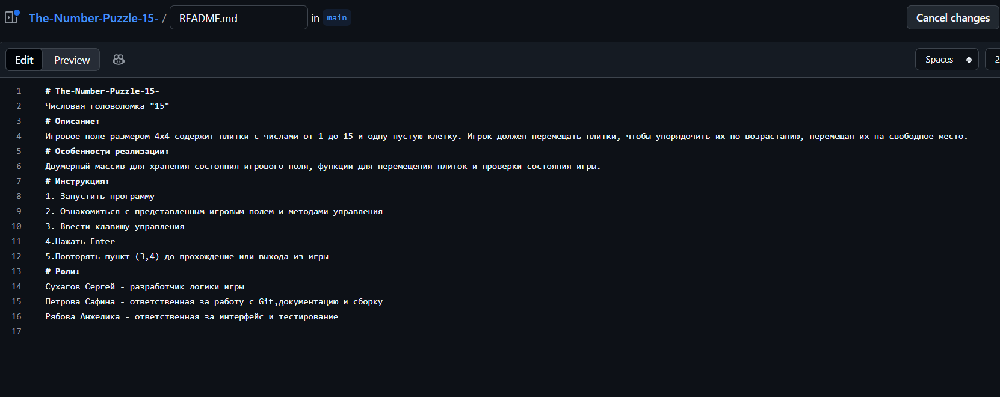 The-Number-Puzzle-15- / README.md in main Cancel changes
Edit Preview Spaces 2
1 # The-Number-Puzzle-15-
2 Числовая головоломка "15"
3 # Описание:
4 Игровое поле размером 4x4 содержит плитки с числами от 1 до 15 и одну пустую клетку. Игрок должен перемещать плитки, чтобы упорядочить их по возрастанию, перемещая их на свободное место.
5 # Особенности реализации:
6 Двумерный массив для хранения состояния игрового поля, функции для перемещения плиток и проверки состояния игры.
7 # Инструкция:
8 1. Запустить программу
9 2. Ознакомиться с представленным игровым полем и методами управления
10 3. Ввести клавишу управления
11 4.Нажать Enter
12 5.Повторять пункт (3,4) до прохождение или выхода из игры
13 # Роли:
14 Сухагов Сергей - разработчик логики игры
15 Петрова Сафина - ответственная за работу с Git,документацию и сборку
16 Рябова Анжелика - ответственная за интерфейс и тестирование
17